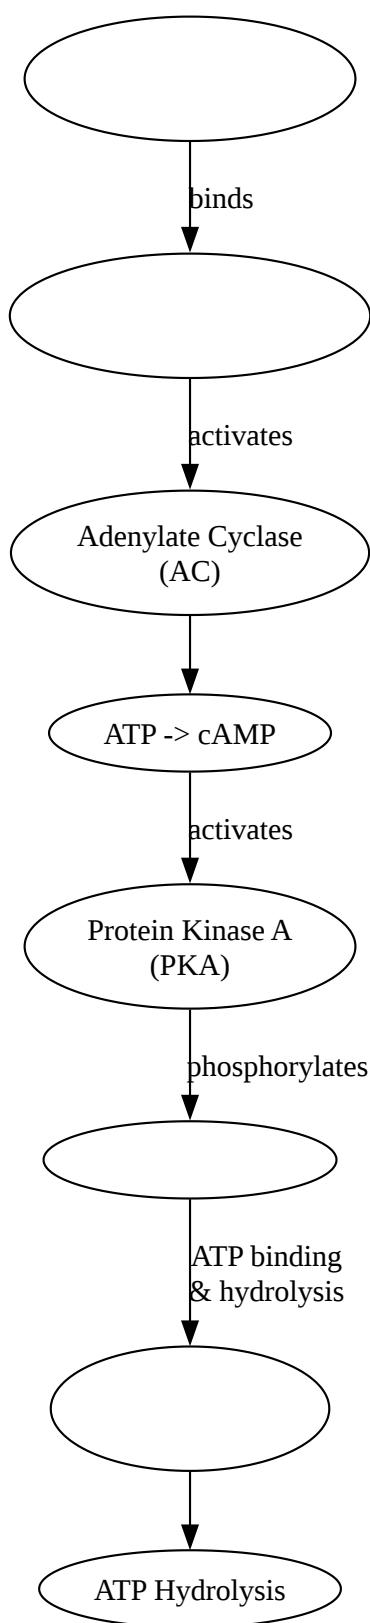 binds
activates
Adenylate Cyclase
(AC)
ATP -> cAMP
activates
Protein Kinase A
(PKA)
phosphorylates
ATP binding
& hydrolysis
ATP Hydrolysis